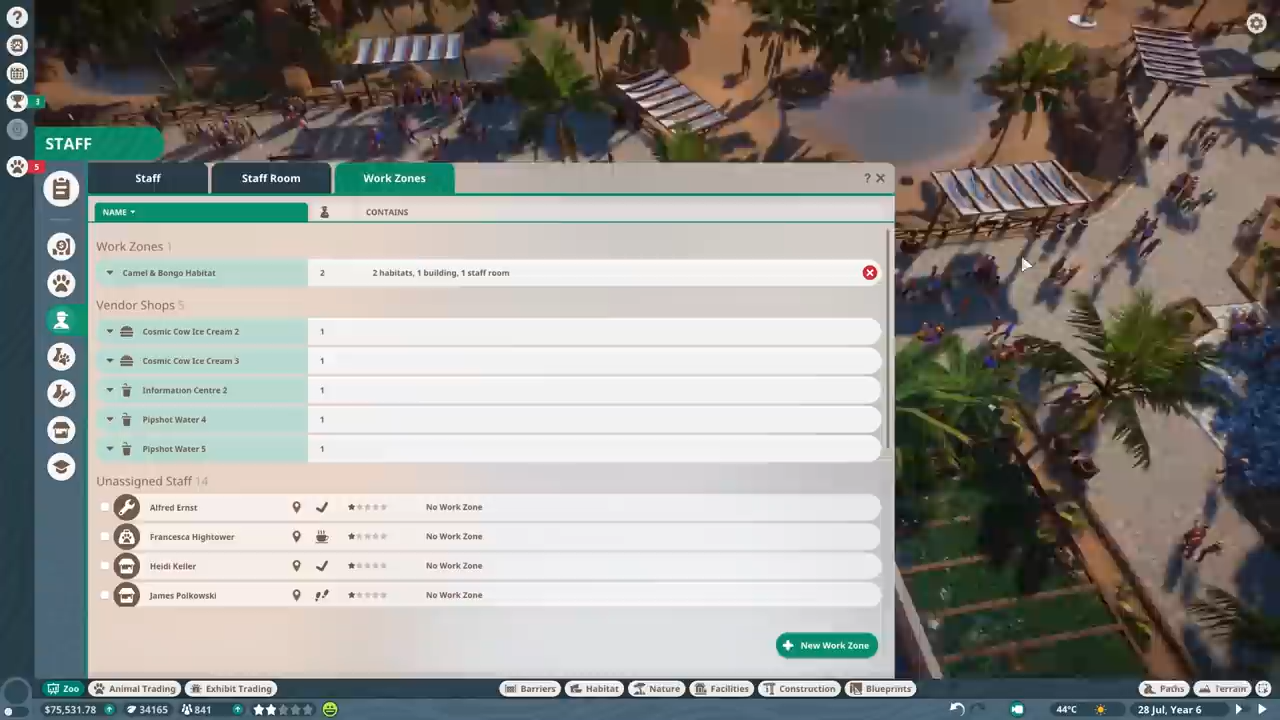 ?
3
STAFF
5
Staff
Staff Room
Work Zones
? ×
NAME
CONTAINS
Work Zones 1
Camel & Bongo Habitat 2 2 habitats, 1 building, 1 staff room
Vendor Shops 5
Cosmic Cow Ice Cream 2 1
Cosmic Cow Ice Cream 3 1
Information Centre 2 1
Pipshot Water 4 1
Pipshot Water 5 1
Unassigned Staff 14
Alfred Ernst No Work Zone
Francesca Hightower No Work Zone
Heidi Keller No Work Zone
James Polkowski No Work Zone
+ New Work Zone
Zoo
Animal Trading
Exhibit Trading
Barriers
Habitat
Nature
Facilities
Construction
Blueprints
Paths
Terrain
$75,531.78
34165
841
44°C
28 Jul, Year 6